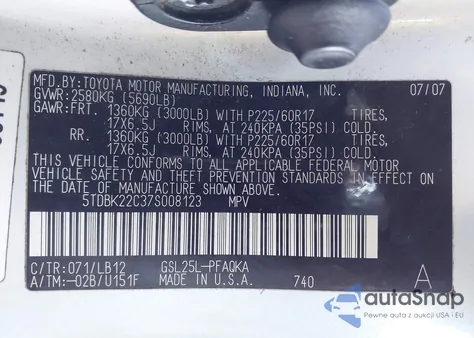 MFD.BY:TOYOTA MOTOR MANUFACTURING, INDIANA, INC. 07/07
GVWR:2580KG (5690LB)
GAWR:FRT. 1360KG (3000LB) WITH P225/60R17 TIRES,
17X6.5J RIMS, AT 240KPA (35PSI) COLD.
RR. 1360KG (3000LB) WITH P225/60R17 TIRES,
17X6.5J RIMS, AT 240KPA (35PSI) COLD.
THIS VEHICLE CONFORMS TO ALL APPLICABLE FEDERAL MOTOR
VEHICLE SAFETY AND THEFT PREVENTION STANDARDS IN EFFECT
ON THE DATE OF MANUFACTURE SHOWN ABOVE.
5TDBK22C37S008123 MPV
C/TR:071/LB12 GSL25L-PFAQKA
A/TM:-02B/U151F MADE IN U.S.A. 740 A
autoSnap
Pewne auta z USA i EU